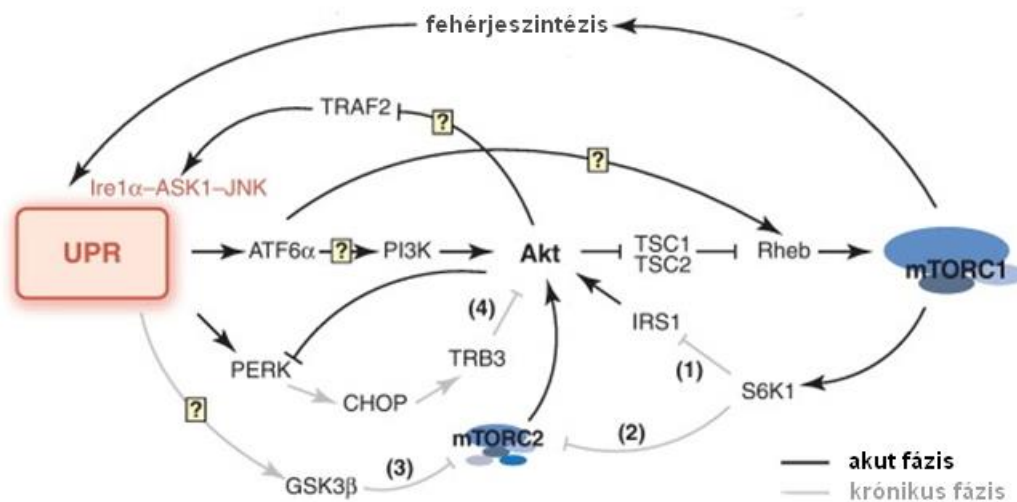 fehérjeszintézis
TRAF2
?
?
Ire1α–ASK1–JNK
UPR
ATF6α
?
PI3K
Akt
TSC1
TSC2
Rheb
mTORC1
(4)
IRS1
PERK
TRB3
(1)
CHOP
S6K1
?
mTORC2
(2)
(3)
GSK3β
akut fázis
krónikus fázis